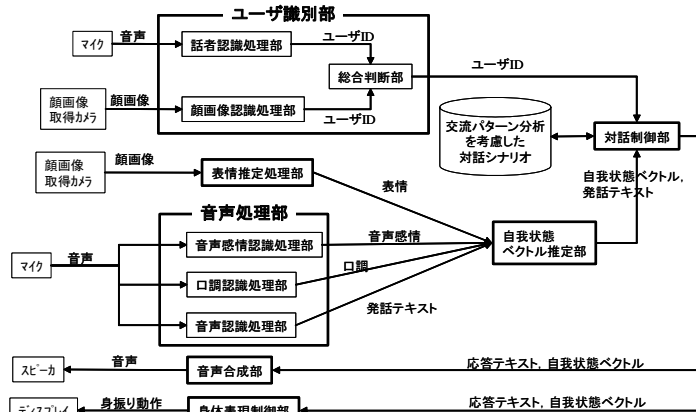 ユーザ識別部
マイク
音声
話者認識処理部
ユーザID
総合判断部
ユーザID
顔画像
取得カメラ
顔画像
顔画像認識処理部
ユーザID
交流パターン分析
を考慮した
対話シナリオ
対話制御部
顔画像
取得カメラ
顔画像
表情推定処理部
表情
自我状態ベクトル,
発話テキスト
音声処理部
マイク
音声
音声感情認識処理部
音声感情
口調認識処理部
口調
音声認識処理部
発話テキスト
自我状態
ベクトル推定部
スピーカ
音声
音声合成部
応答テキスト, 自我状態ベクトル
ディスプレイ
身振り動作
身体表現制御部
応答テキスト, 自我状態ベクトル